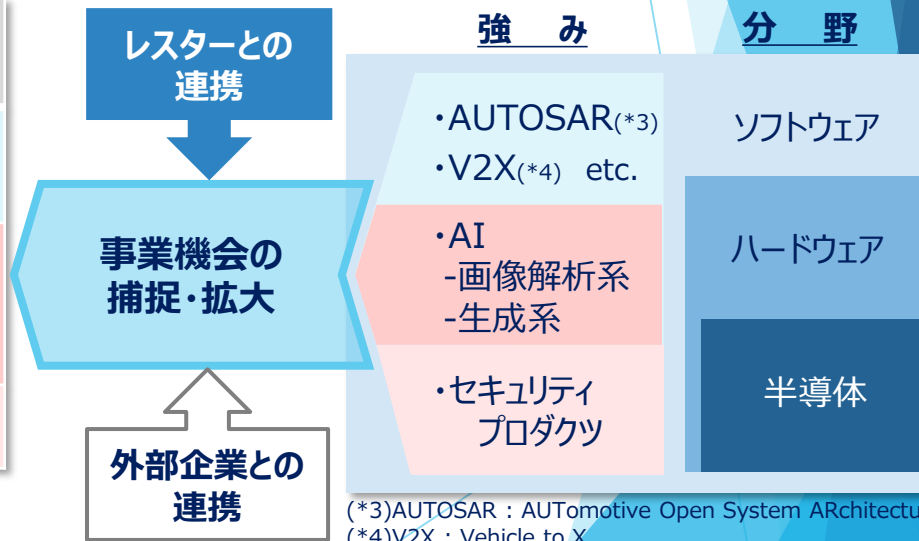 レスターとの
連携
事業機会の
捕捉・拡大
外部企業との
連携
強 み
・AUTOSAR(*3)
・V2X(*4) etc.
・AI
-画像解析系
-生成系
・セキュリティ
プロダクツ
分 野
ソフトウェア
ハードウェア
半導体
(*3)AUTOSAR : AUTomotive Open System ARchitectu
(*4)V2X : Vehicle to X